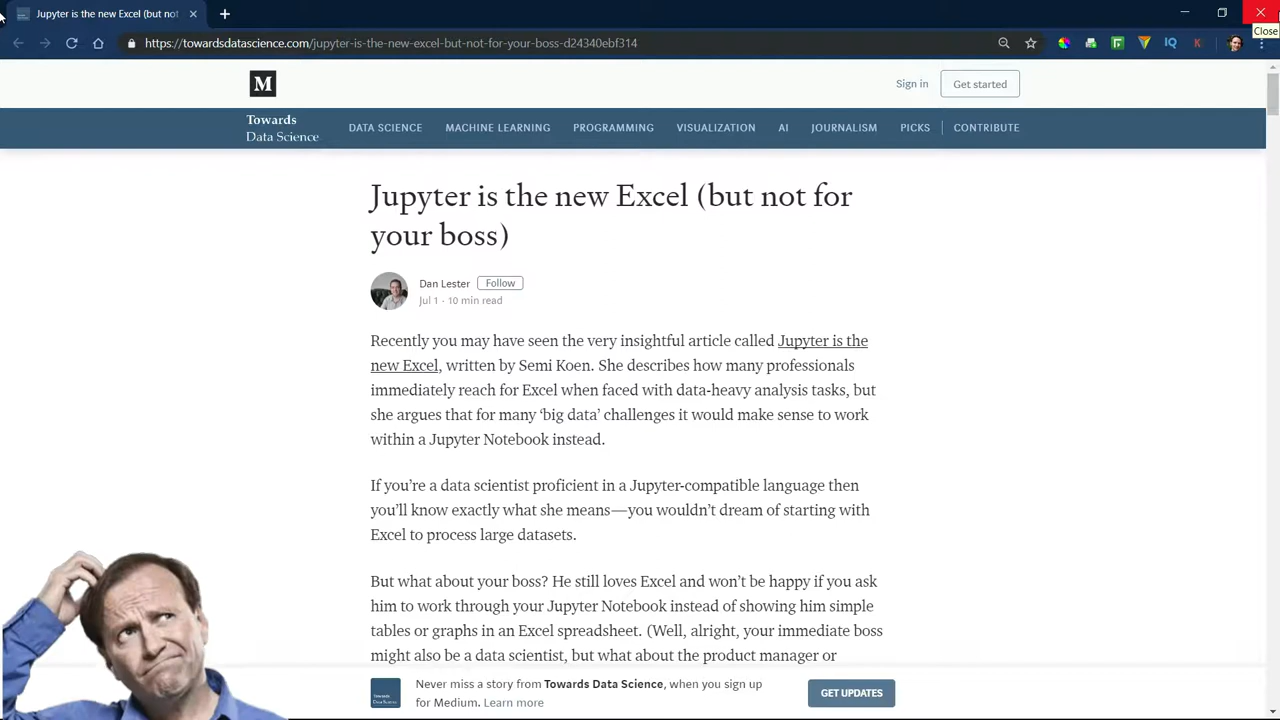 Jupyter is the new Excel (but not
Close
https://towardsdatascience.com/jupyter-is-the-new-excel-but-not-for-your-boss-d24340ebf314
IQ
K
M
Sign in
Get started
Towards
Data Science
DATA SCIENCE
MACHINE LEARNING
PROGRAMMING
VISUALIZATION
AI
JOURNALISM
PICKS
CONTRIBUTE
Jupyter is the new Excel (but not for
your boss)
Dan Lester
Follow
Jul 1 · 10 min read
Recently you may have seen the very insightful article called Jupyter is the
new Excel, written by Semi Koen. She describes how many professionals
immediately reach for Excel when faced with data-heavy analysis tasks, but
she argues that for many ‘big data’ challenges it would make sense to work
within a Jupyter Notebook instead.
If you’re a data scientist proficient in a Jupyter-compatible language then
you’ll know exactly what she means—you wouldn’t dream of starting with
Excel to process large datasets.
But what about your boss? He still loves Excel and won’t be happy if you ask
him to work through your Jupyter Notebook instead of showing him simple
tables or graphs in an Excel spreadsheet. (Well, alright, your immediate boss
might also be a data scientist, but what about the product manager or
Towards
Data Science
Never miss a story from Towards Data Science, when you sign up
for Medium. Learn more
GET UPDATES